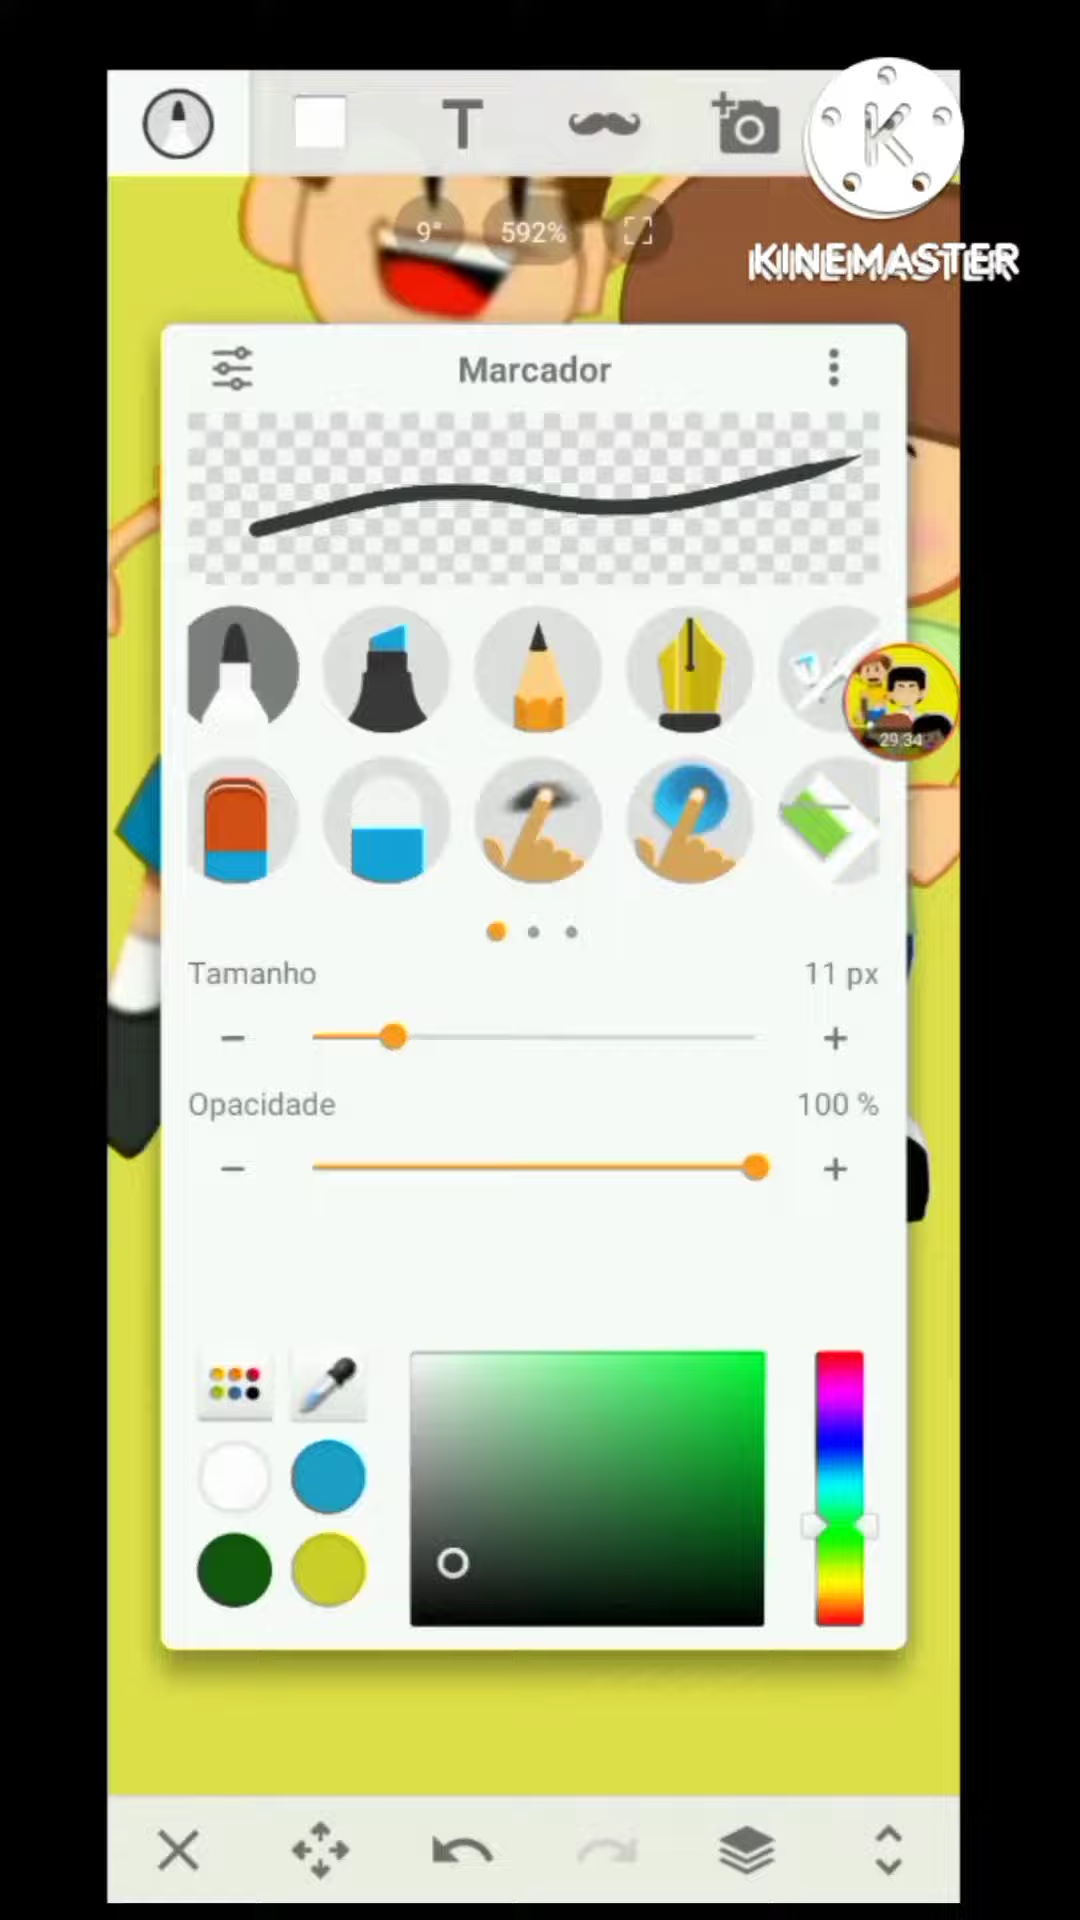 T
K
KINEMASTER
9°
592%
Marcador
29:34
Tamanho
11 px
Opacidade
100 %